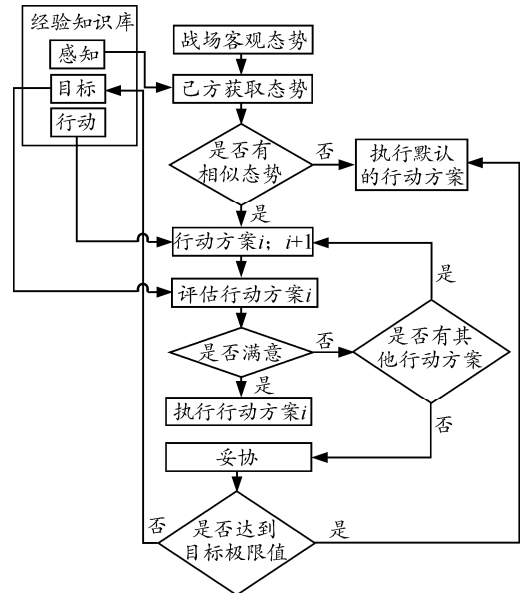 经验知识库
感知
目标
行动
战场客观态势
己方获取态势
是否有
相似态势
否
执行默认
的行动方案
是
行动方案i；i+1
评估行动方案i
是
是否满意
否
是否有其
他行动方案
是
执行行动方案i
否
妥协
否
是否达到
目标极限值
是